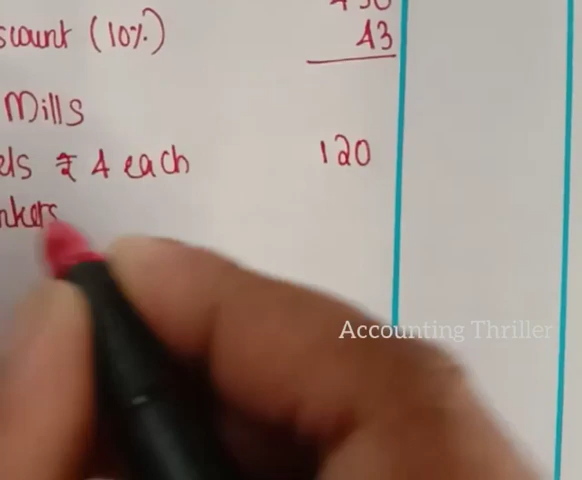 scount (10%)
43
Mills
els ₹ 4 each 120
nkers
Accounting Thriller